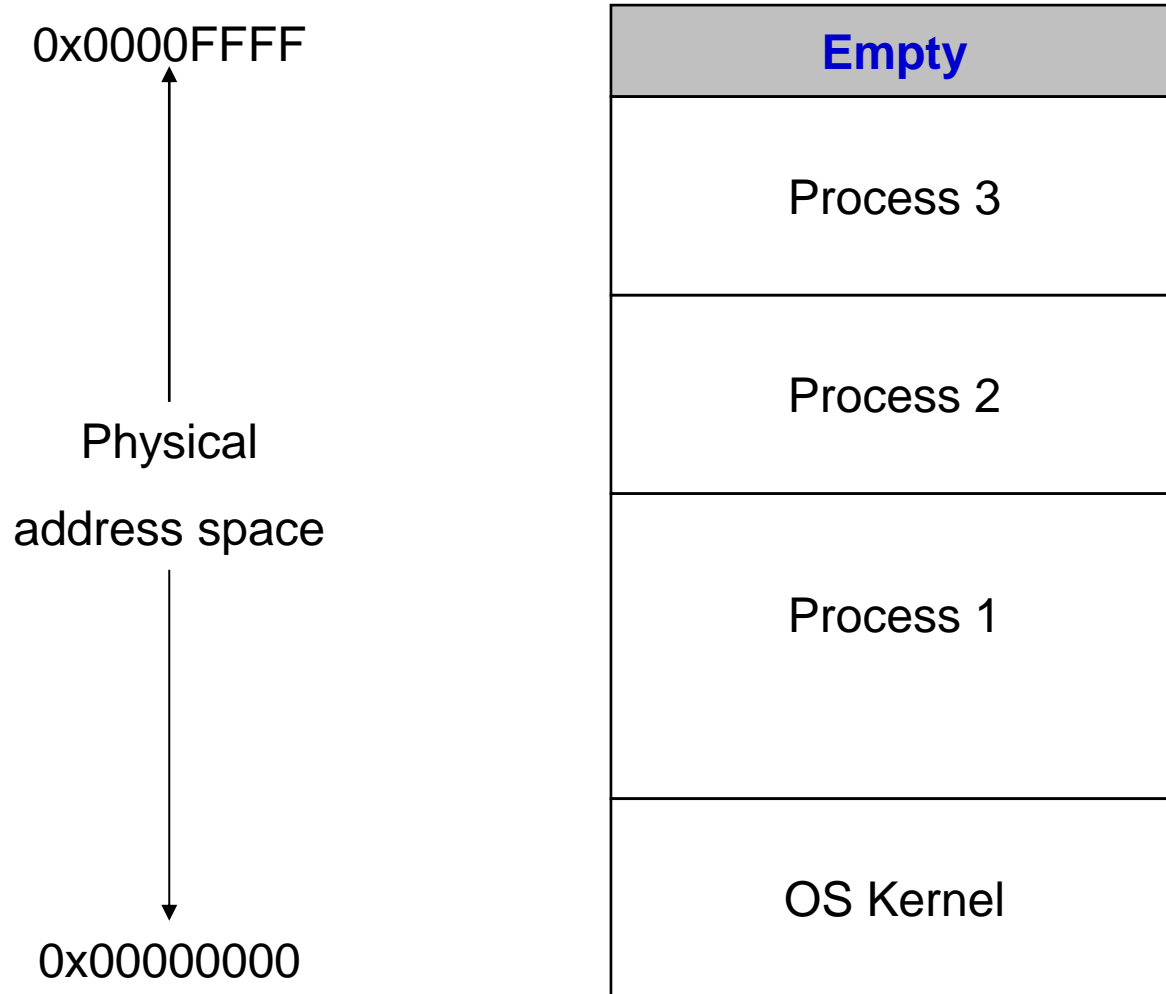 0x0000FFFF
Physical
address space
0x00000000
Empty
Process 3
Process 2
Process 1
OS Kernel